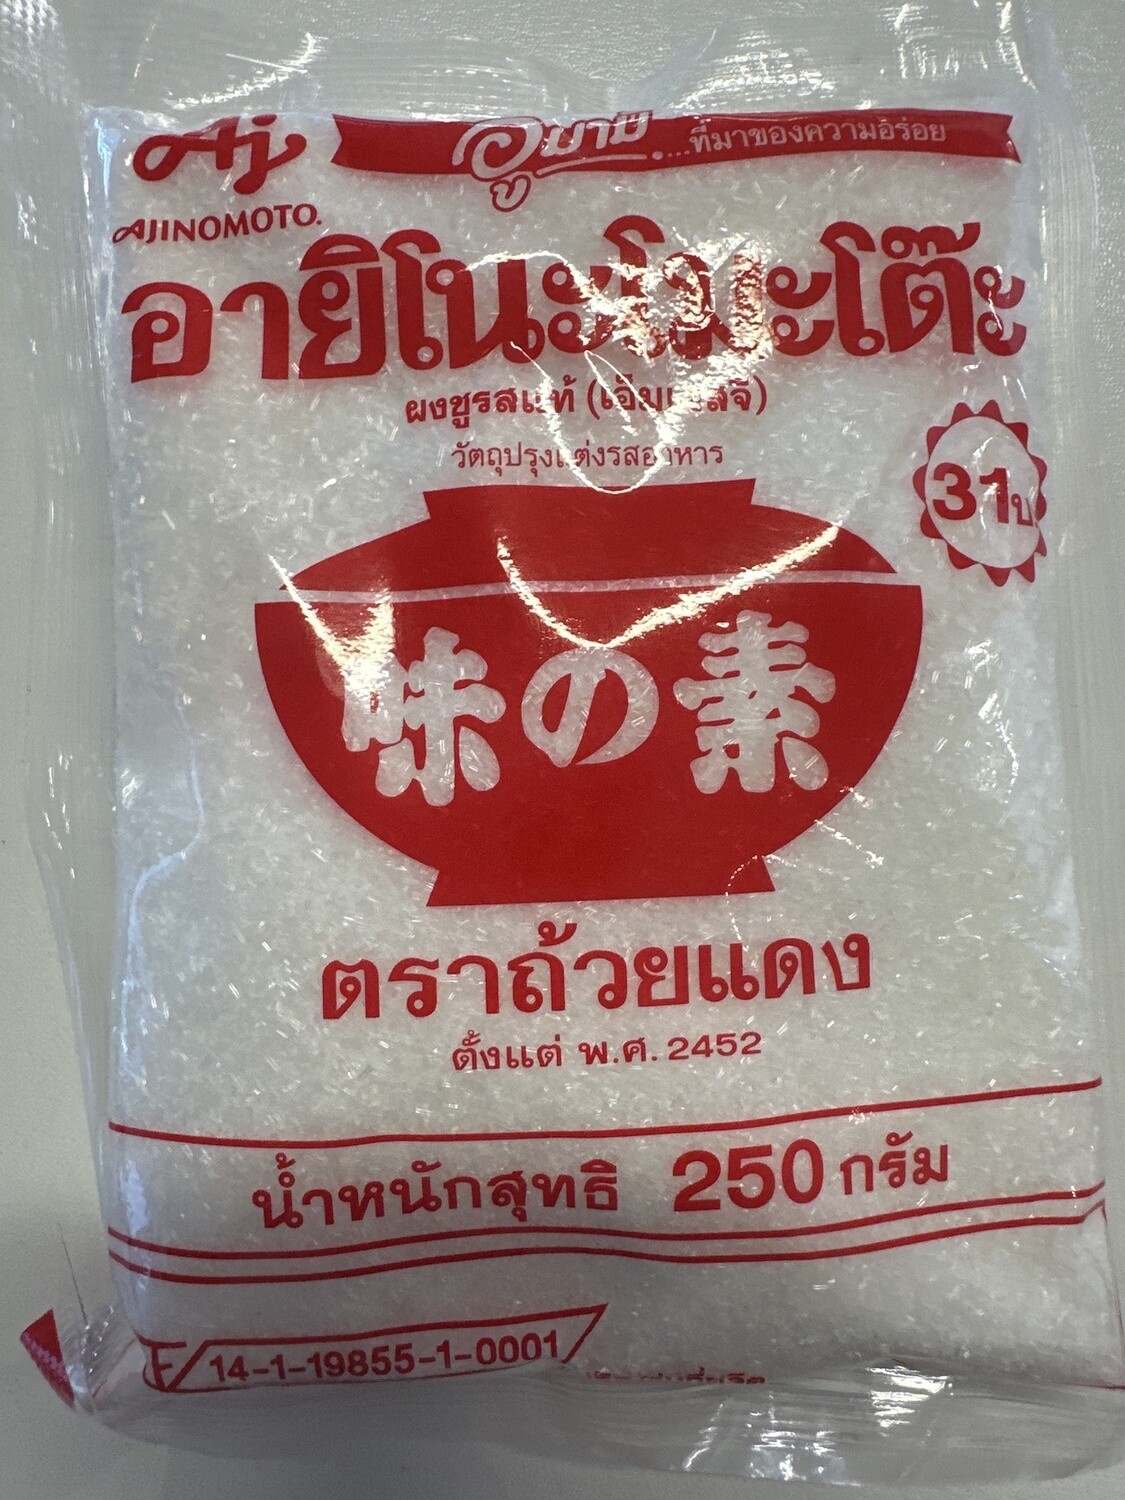 Aj
อูมามิ ....ที่มาของความอร่อย
AJINOMOTO.
อายิโนะโมะโต๊ะ
ผงชูรสแท้ (เอ็มเอสจี)
วัตถุปรุงแต่งรสอาหาร
31บ.
味の素
ตราถ้วยแดง
ตั้งแต่ พ.ศ. 2452
น้ำหนักสุทธิ 250 กรัม
F 14-1-19855-1-0001